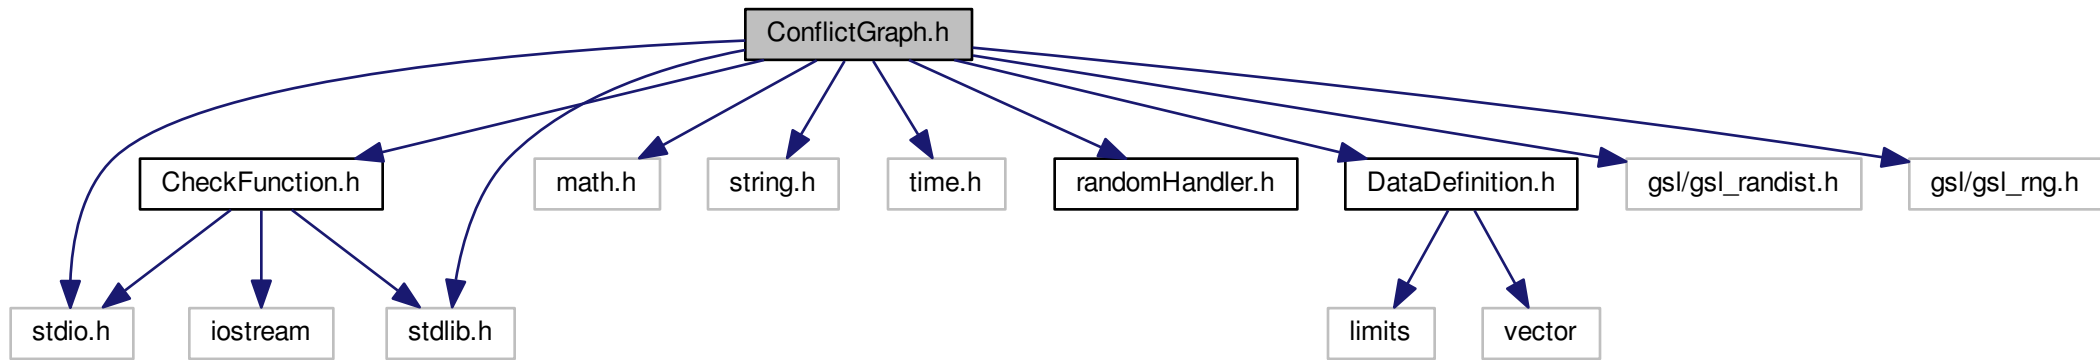 ConflictGraph.h
CheckFunction.h
math.h
string.h
time.h
randomHandler.h
DataDefinition.h
gsl/gsl_randist.h
gsl/gsl_rng.h
stdio.h
iostream
stdlib.h
limits
vector